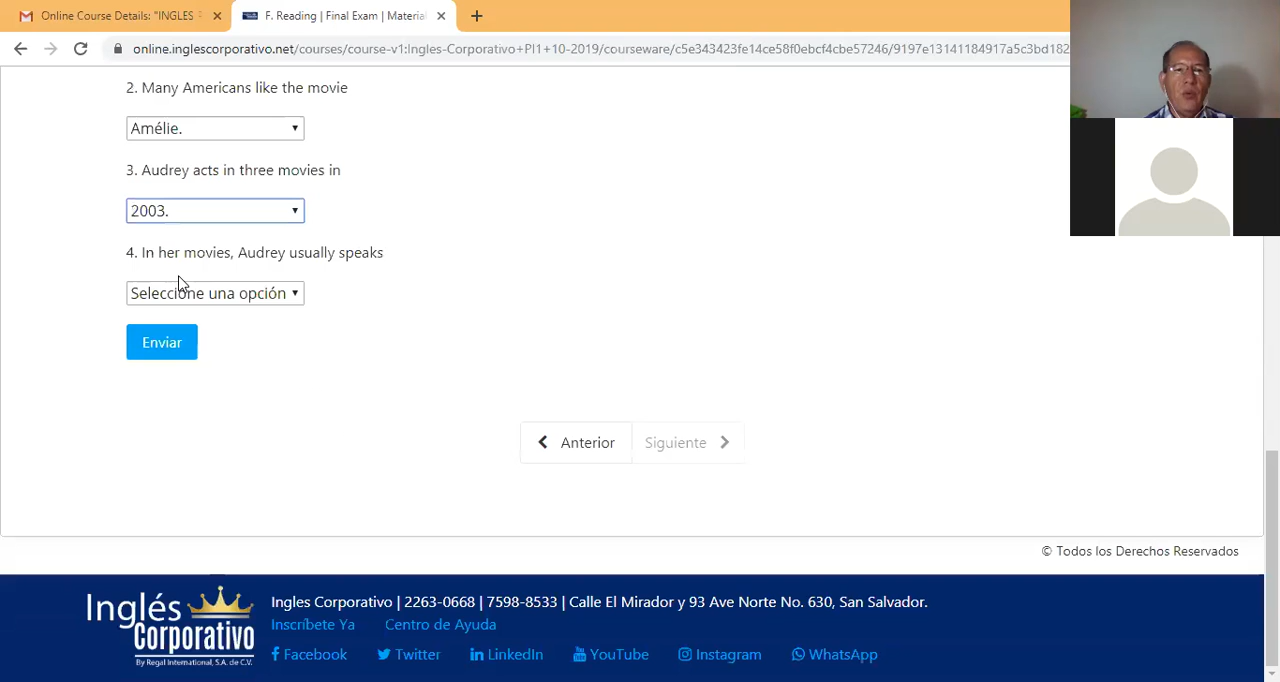 Online Course Details: "INGLES
F. Reading | Final Exam | Material
online.inglescorporativo.net/courses/course-v1:Ingles-Corporativo+PI1+10-2019/courseware/c5e343423fe14ce58f0ebcf4cbe57246/9197e13141184917a5c3bd182
2. Many Americans like the movie
Amélie.
3. Audrey acts in three movies in
2003.
4. In her movies, Audrey usually speaks
Seleccione una opción
Enviar
Anterior Siguiente
© Todos los Derechos Reservados
Inglés Corporativo
By Regal International, S.A. de C.V.
Ingles Corporativo | 2263-0668 | 7598-8533 | Calle El Mirador y 93 Ave Norte No. 630, San Salvador.
Inscríbete Ya Centro de Ayuda
Facebook Twitter LinkedIn YouTube Instagram WhatsApp